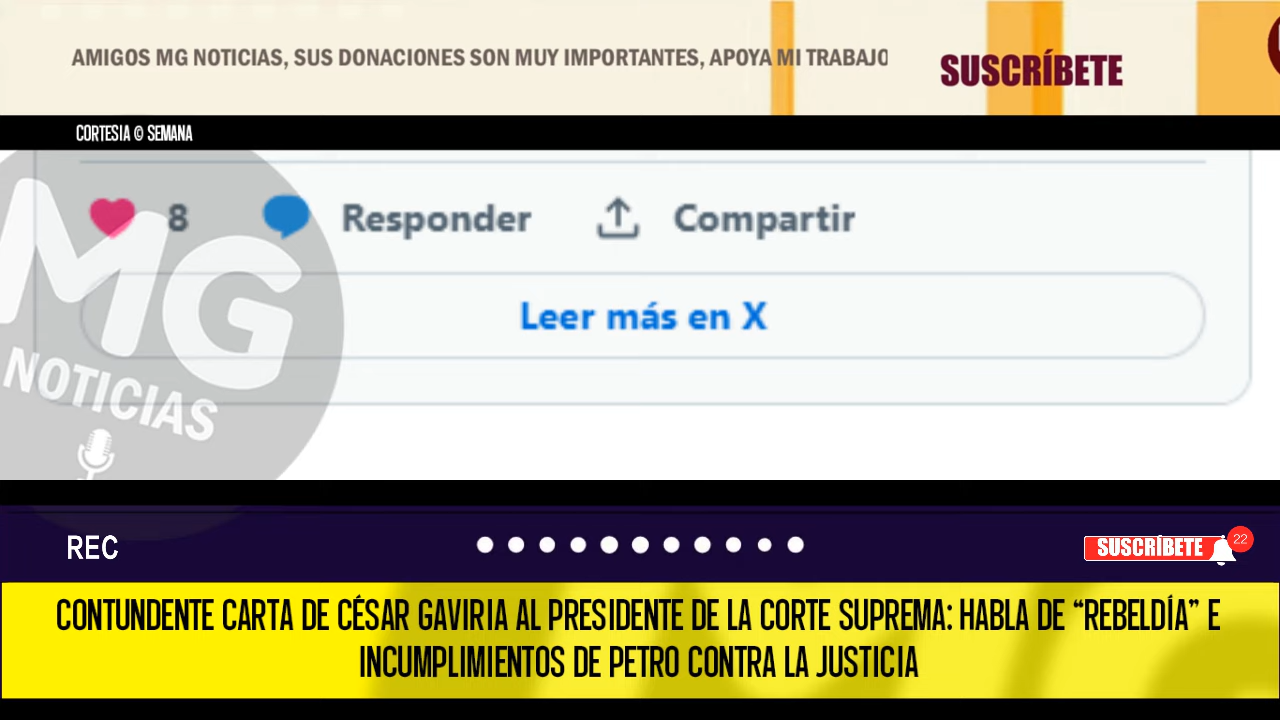 AMIGOS MG NOTICIAS, SUS DONACIONES SON MUY IMPORTANTES, APOYA MI TRABAJO
SUSCRÍBETE
CORTESIA © SEMANA
8 Responder Compartir
Leer más en X
MG
NOTICIAS
REC
SUSCRÍBETE 22
CONTUNDENTE CARTA DE CÉSAR GAVIRIA AL PRESIDENTE DE LA CORTE SUPREMA: HABLA DE “REBELDÍA” E
INCUMPLIMIENTOS DE PETRO CONTRA LA JUSTICIA